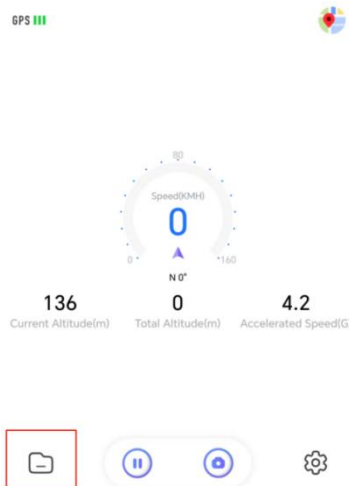 GPS
80
Speed(KMH)
0
0 160
N 0°
136 0 4.2
Current Altitude(m) Total Altitude(m) Accelerated Speed(G